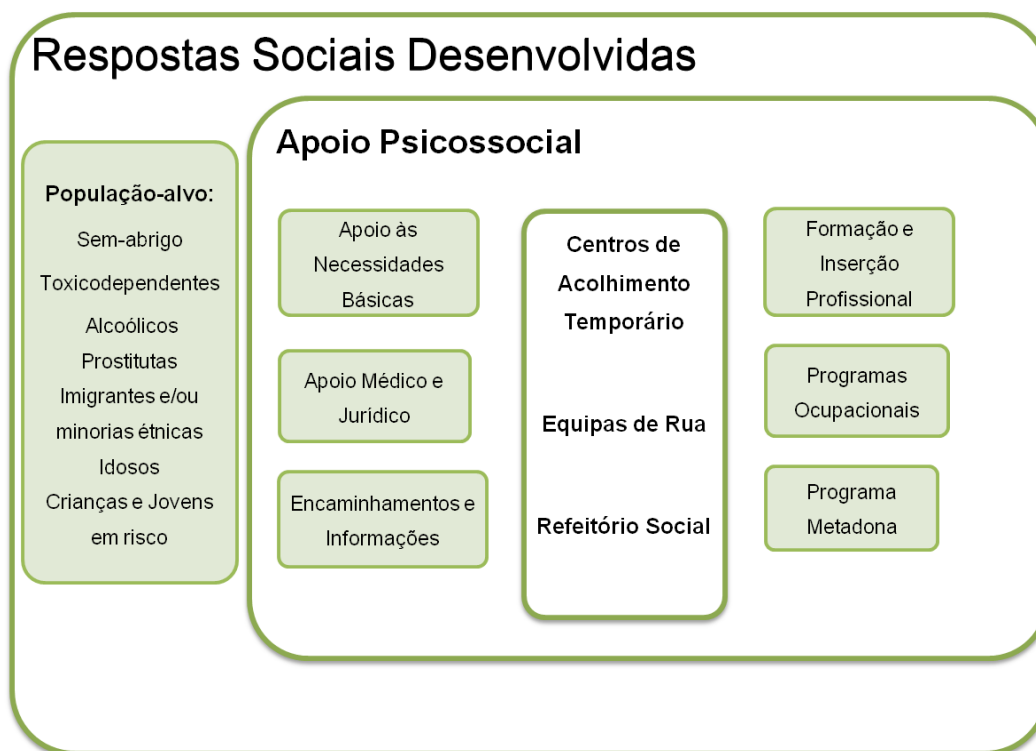 Respostas Sociais Desenvolvidas
Apoio Psicossocial
População-alvo:
Sem-abrigo
Toxicodependentes
Alcoólicos
Prostitutas
Imigrantes e/ou
minorias étnicas
Idosos
Crianças e Jovens
em risco
Apoio às
Necessidades
Básicas
Apoio Médico e
Jurídico
Encaminhamentos e
Informações
Centros de
Acolhimento
Temporário
Equipas de Rua
Refeitório Social
Formação e
Inserção
Profissional
Programas
Ocupacionais
Programa
Metadona